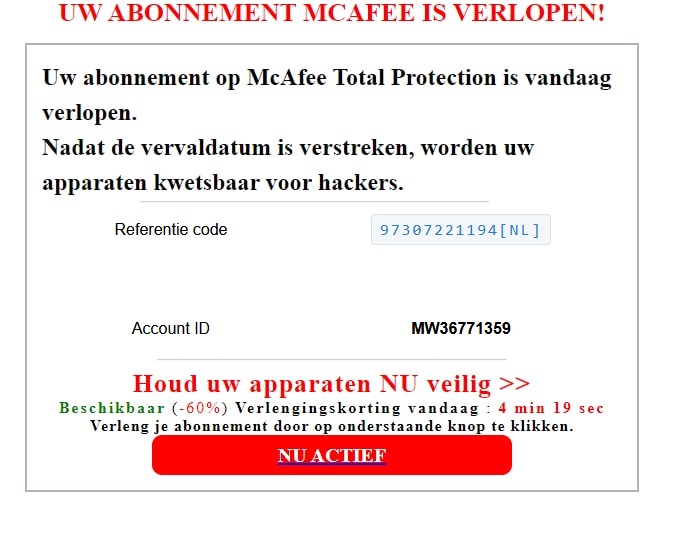 UW ABONNEMENT MCAFEE IS VERLOPEN!
Uw abonnement op McAfee Total Protection is vandaag
verlopen.
Nadat de vervaldatum is verstreken, worden uw
apparaten kwetsbaar voor hackers.
Referentie code 97307221194[NL]
Account ID MW36771359
Houd uw apparaten NU veilig >>
Beschikbaar (-60%) Verlengingskorting vandaag : 4 min 19 sec
Verleng je abonnement door op onderstaande knop te klikken.
NU ACTIEF